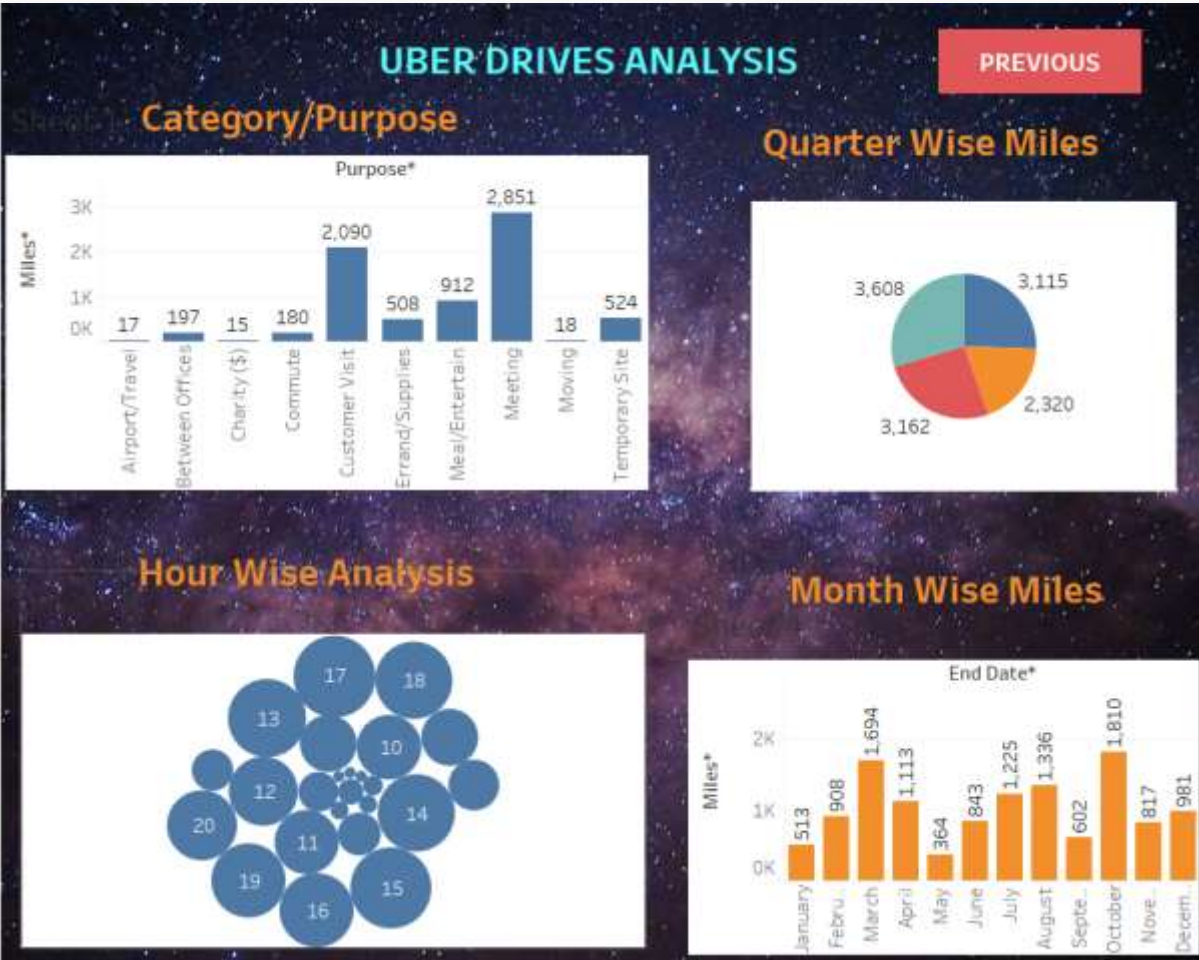 UBER DRIVES ANALYSIS
PREVIOUS
Sheet 1
Category/Purpose
Quarter Wise Miles
Purpose*
Miles*
3K
2K
1K
0K
17
197
15
180
2,090
508
912
2,851
18
524
Airport/Travel
Between Offices
Charity ($)
Commute
Customer Visit
Errand/Supplies
Meal/Entertain
Meeting
Moving
Temporary Site
3,608
3,115
2,320
3,162
Hour Wise Analysis
Month Wise Miles
17
18
13
10
12
14
20
11
19
15
16
End Date*
Miles*
2K
1K
0K
513
908
1,694
1,113
364
843
1,225
1,336
602
1,810
817
981
January
Febru..
March
April
May
June
July
August
Septe..
October
Nove..
Decem..